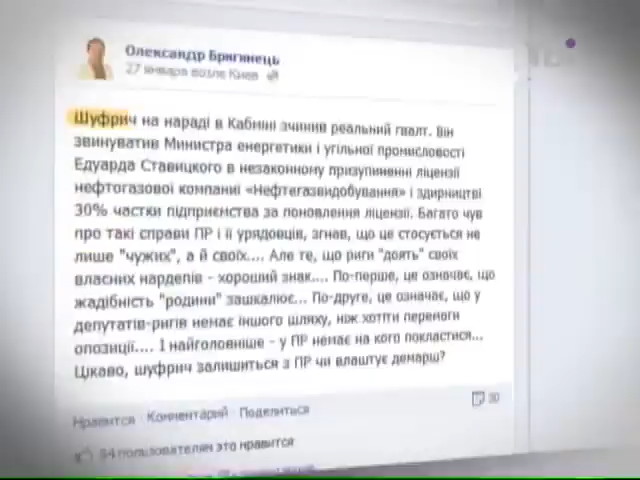 Олександр Бригинець
27 января возле Киев
Шуфрич на нараді в Кабміні зчинив реальний гвалт. Він
звинуватив Министра енергетики і угільної промисловості
Едуарда Ставицкого в незаконному призупиненні ліцензії
нефтогазової компанії «Нефтегазвидобування» і здирництві
30% частки підприємства за поновлення ліцензії. Багато чув
про такі справи ПР і її урядовців, згнав, що це стосується не
лише "чужих", а й своїх.... Але те, що риги "доять" своїх
власних нардепів - хороший знак.... По-перше, це означає, що
жадібність "родини" зашкалює... По-друге, це означає, що у
депутатів-ригів немає іншого шляху, ніж хотіти перемоги
опозиції.... І найголовніше - у ПР немає на кого покластися...
Цікаво, шуфрич залишиться з ПР чи влаштує демарш?
Нравится · Комментарий · Поделиться
30
54 пользователям это нравится